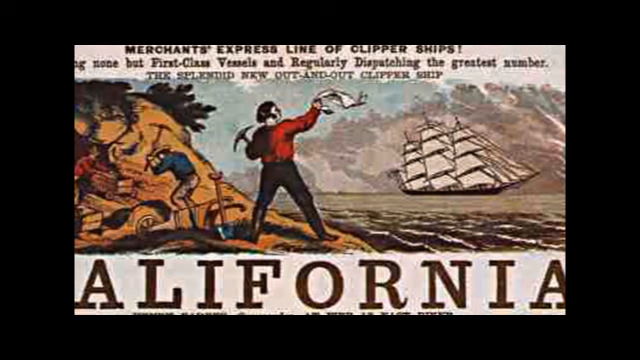 MERCHANTS' EXPRESS LINE OF CLIPPER SHIPS!
ng none but First-Class Vessels and Regularly Dispatching the greatest number.
THE SPLENDID NEW OUT-AND-OUT CLIPPER SHIP
ALIFORNIA